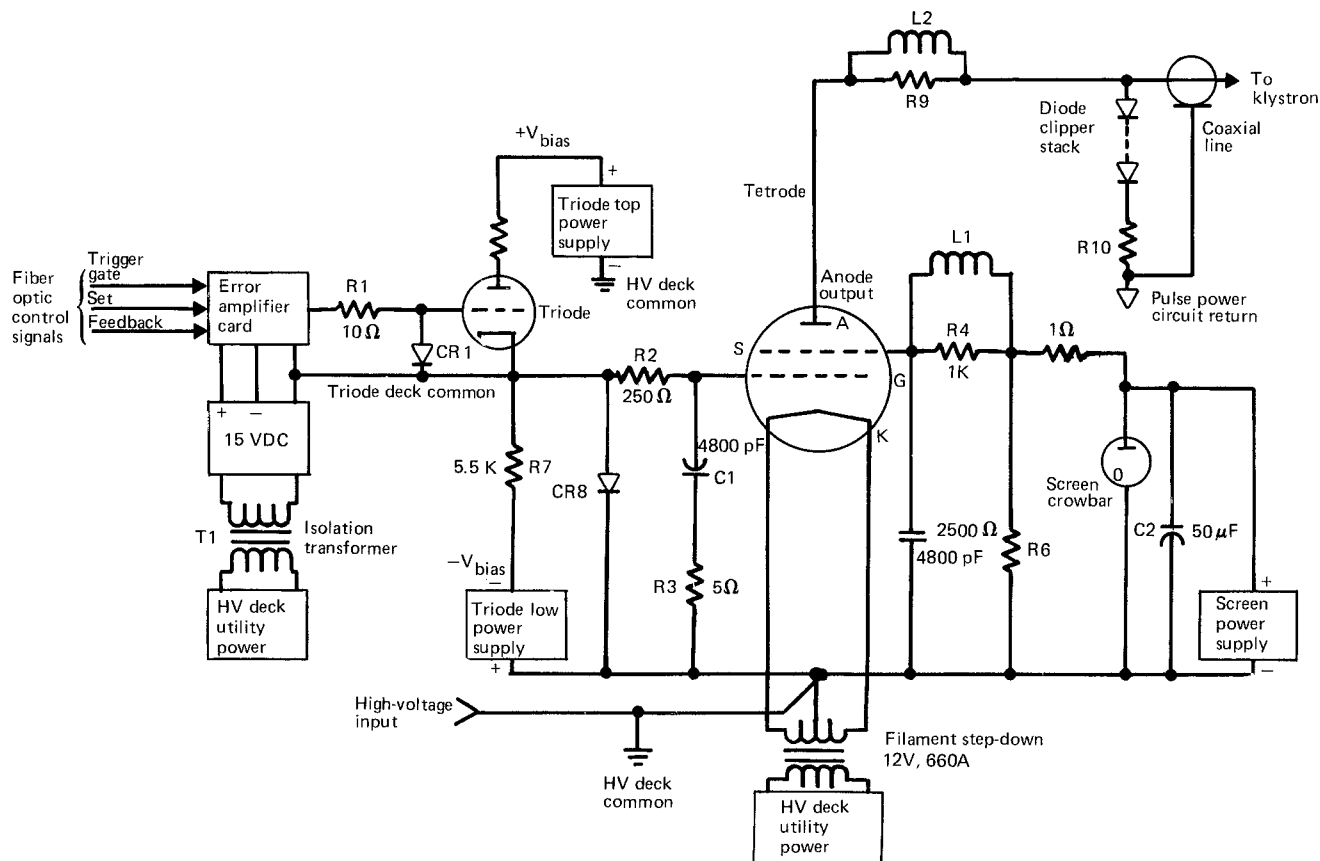 L2
R9
To
klystron
Diode
clipper
stack
Coaxial
line
+V bias
+
Triode top
power
supply
−
HV deck
common
Tetrode
R10
Pulse power
circuit return
Fiber
optic
control
signals
Trigger
gate
Set
Feedback
Error
amplifier
card
R1
10Ω
CR1
Triode
Triode deck common
Anode
output
A
S
G
K
L1
R4
1K
1Ω
R2
250 Ω
4800 pF
C1
R3
5Ω
+
−
15 VDC
T1
Isolation
transformer
HV deck
utility
power
5.5 K
R7
CR8
−V bias
−
Triode low
power
supply
+
2500 Ω
4800 pF
R6
0
Screen
crowbar
C2
50 µF
+
Screen
power
supply
−
High-voltage
input
HV deck
common
Filament step-down
12V, 660A
HV deck
utility
power